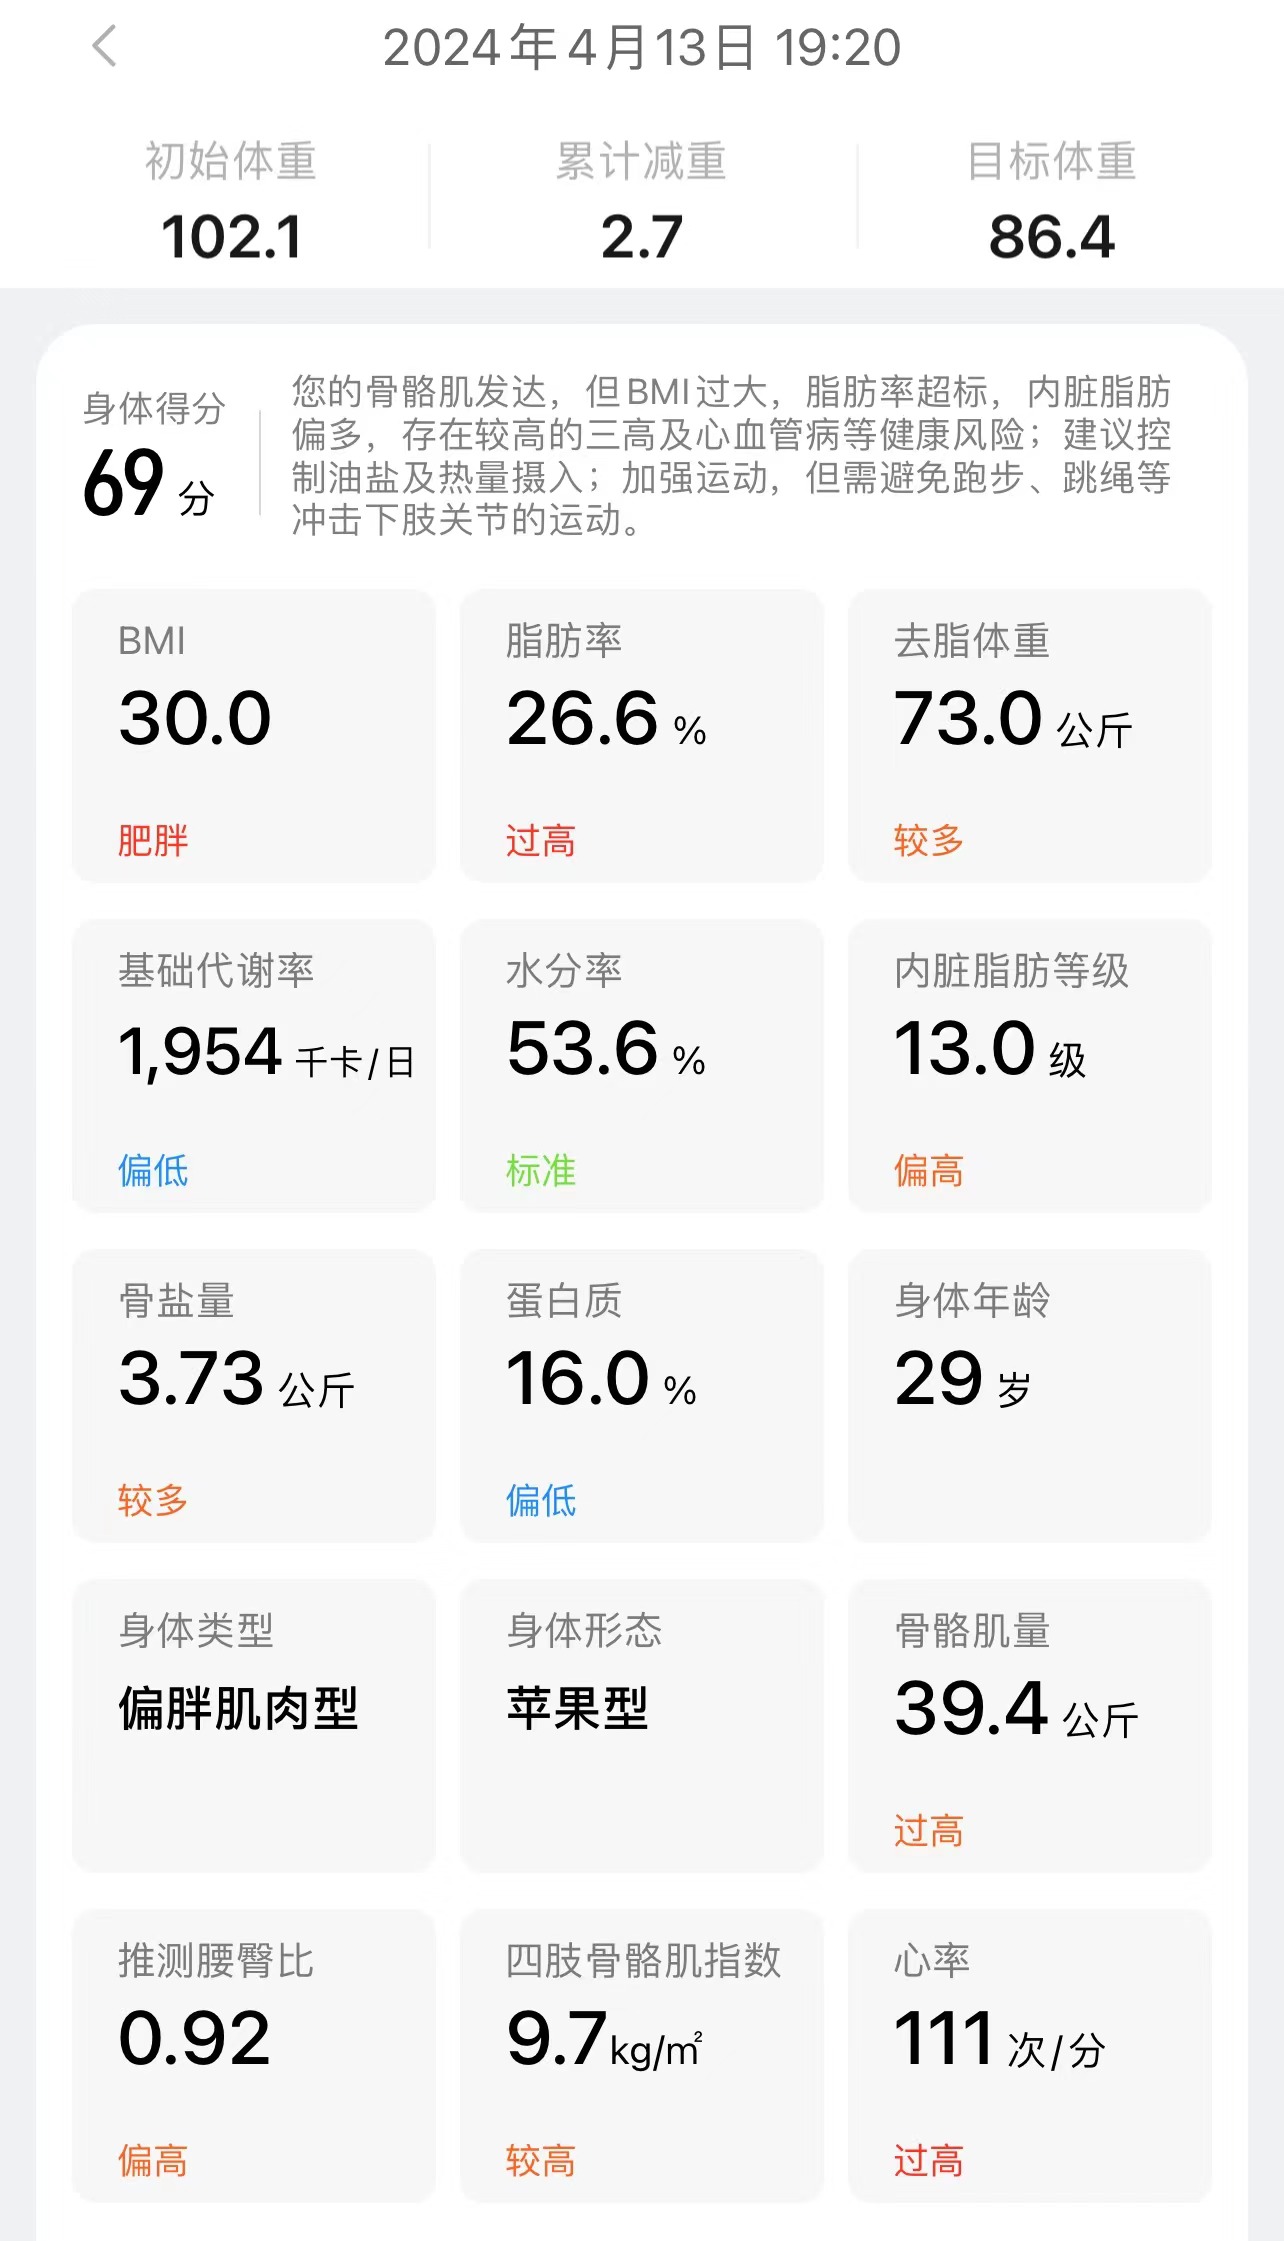 2024年4月13日 19:20
初始体重 累计减重 目标体重
102.1 2.7 86.4
身体得分
69 分
您的骨骼肌发达，但BMI过大，脂肪率超标，内脏脂肪
偏多，存在较高的三高及心血管病等健康风险；建议控
制油盐及热量摄入；加强运动，但需避免跑步、跳绳等
冲击下肢关节的运动。
BMI 脂肪率 去脂体重
30.0 26.6 % 73.0 公斤
肥胖 过高 较多
基础代谢率 水分率 内脏脂肪等级
1,954 千卡/日 53.6 % 13.0 级
偏低 标准 偏高
骨盐量 蛋白质 身体年龄
3.73 公斤 16.0 % 29 岁
较多 偏低
身体类型 身体形态 骨骼肌量
偏胖肌肉型 苹果型 39.4 公斤
过高
推测腰臀比 四肢骨骼肌指数 心率
0.92 9.7kg/㎡ 111 次/分
偏高 较高 过高